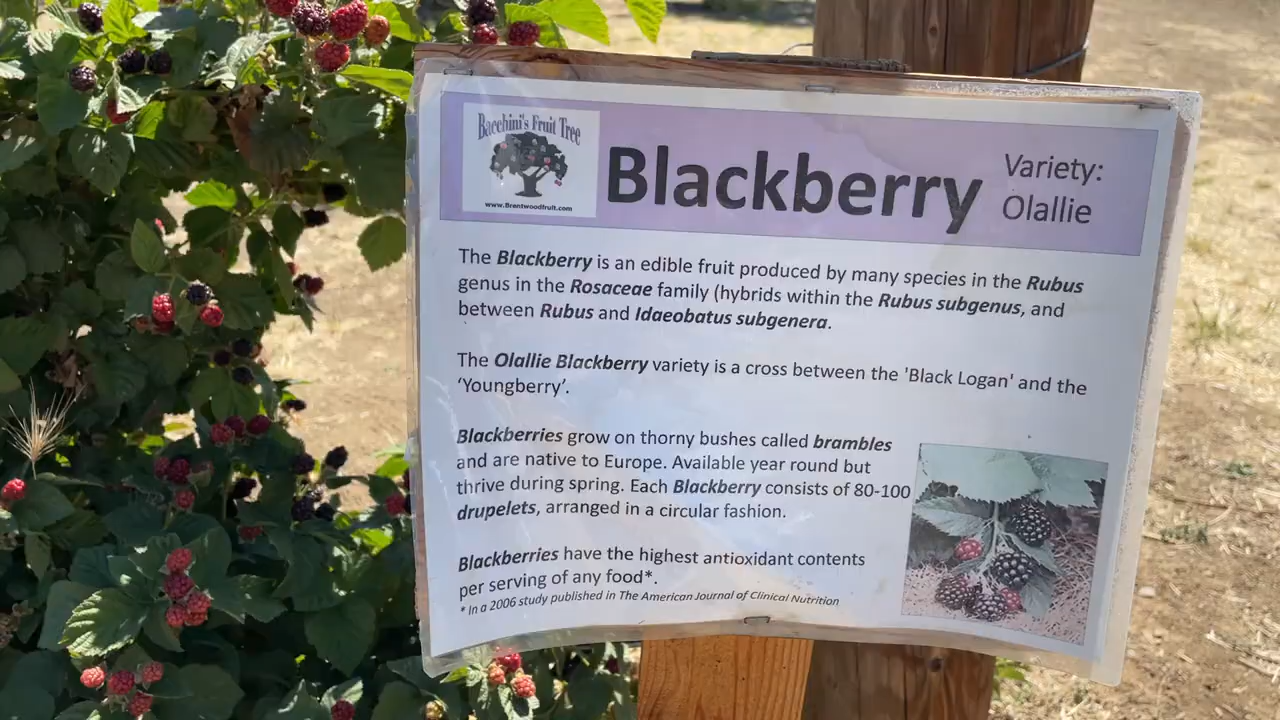 Bacchini's Fruit Tree
www.Brentwoodfruit.com
Blackberry
Variety:
Olallie
The Blackberry is an edible fruit produced by many species in the Rubus
genus in the Rosaceae family (hybrids within the Rubus subgenus, and
between Rubus and Idaeobatus subgenera.
The Olallie Blackberry variety is a cross between the 'Black Logan' and the
‘Youngberry’.
Blackberries grow on thorny bushes called brambles
and are native to Europe. Available year round but
thrive during spring. Each Blackberry consists of 80-100
drupelets, arranged in a circular fashion.
Blackberries have the highest antioxidant contents
per serving of any food*.
* In a 2006 study published in The American Journal of Clinical Nutrition